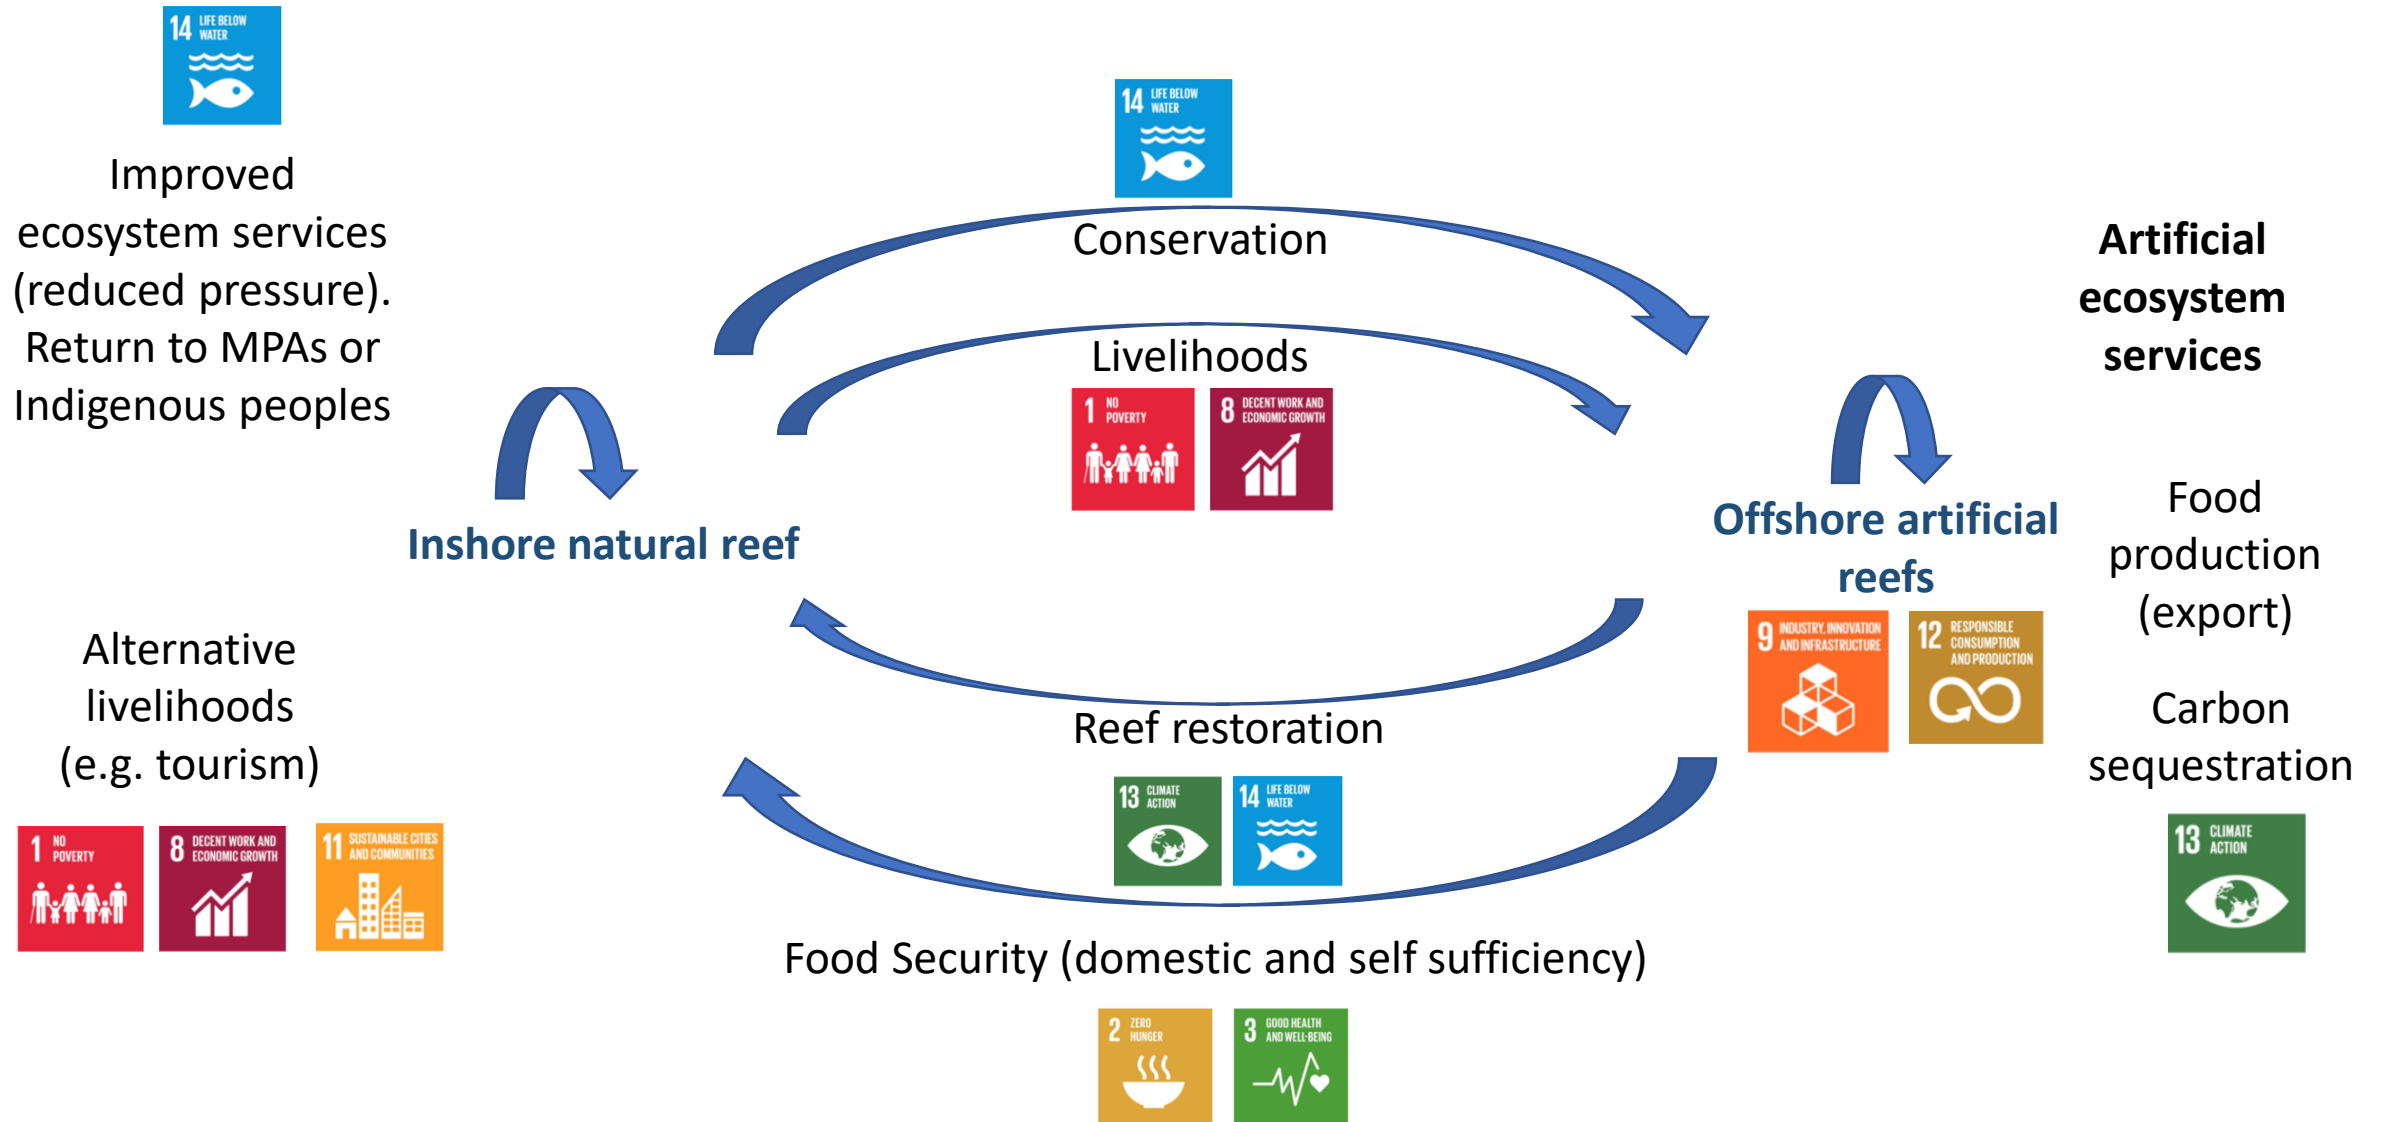 14 LIFE BELOW
WATER
Improved
ecosystem services
(reduced pressure).
Return to MPAs or
Indigenous peoples
14 LIFE BELOW
WATER
Conservation
Livelihoods
1 NO
POVERTY
8 DECENT WORK AND
ECONOMIC GROWTH
Artificial
ecosystem
services
Inshore natural reef
Offshore artificial
reefs
9 INDUSTRY, INNOVATION
AND INFRASTRUCTURE
12 RESPONSIBLE
CONSUMPTION
AND PRODUCTION
Food
production
(export)
Alternative
livelihoods
(e.g. tourism)
1 NO
POVERTY
8 DECENT WORK AND
ECONOMIC GROWTH
11 SUSTAINABLE CITIES
AND COMMUNITIES
Reef restoration
13 CLIMATE
ACTION
14 LIFE BELOW
WATER
Carbon
sequestration
13 CLIMATE
ACTION
Food Security (domestic and self sufficiency)
2 ZERO
HUNGER
3 GOOD HEALTH
AND WELL-BEING